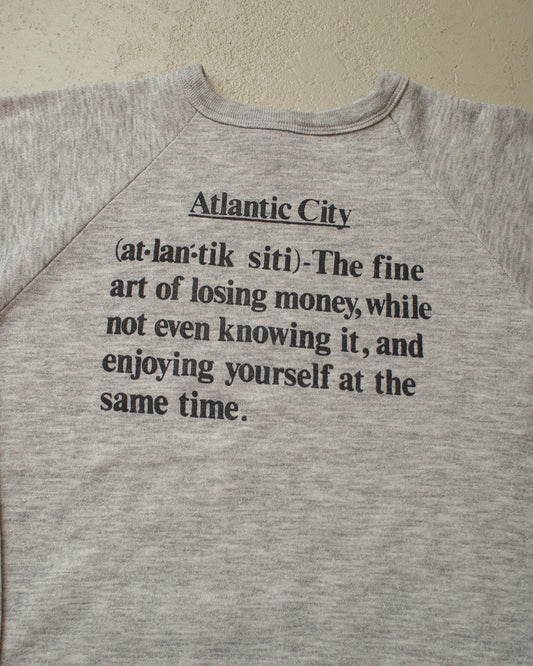 Atlantic City
(at·lan′·tik siti)-The fine
art of losing money, while
not even knowing it, and
enjoying yourself at the
same time.